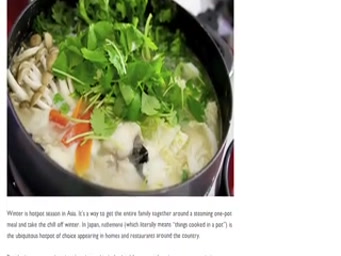 Winter is hotpot season in Asia. It's a way to get the entire family together around a steaming one-pot
meal and take the chill off winter. In Japan, nabemono (which literally means "things cooked in a pot") is
the ubiquitous hotpot of choice appearing in homes and restaurants around the country.